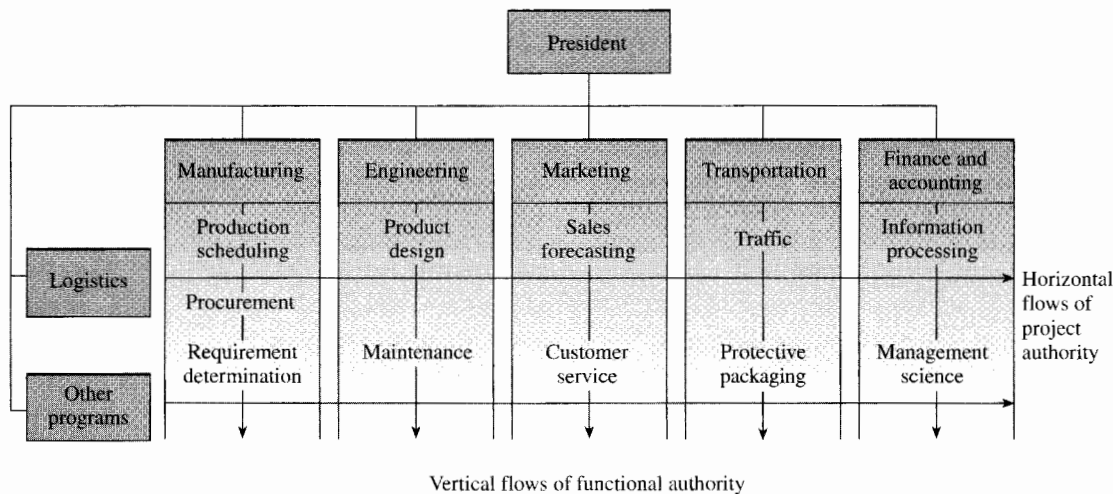 President
Manufacturing
Engineering
Marketing
Transportation
Finance and
accounting
Production
scheduling
Product
design
Sales
forecasting
Traffic
Information
processing
Logistics
Horizontal
flows of
project
authority
Procurement
Requirement
determination
Maintenance
Customer
service
Protective
packaging
Management
science
Other
programs
Vertical flows of functional authority